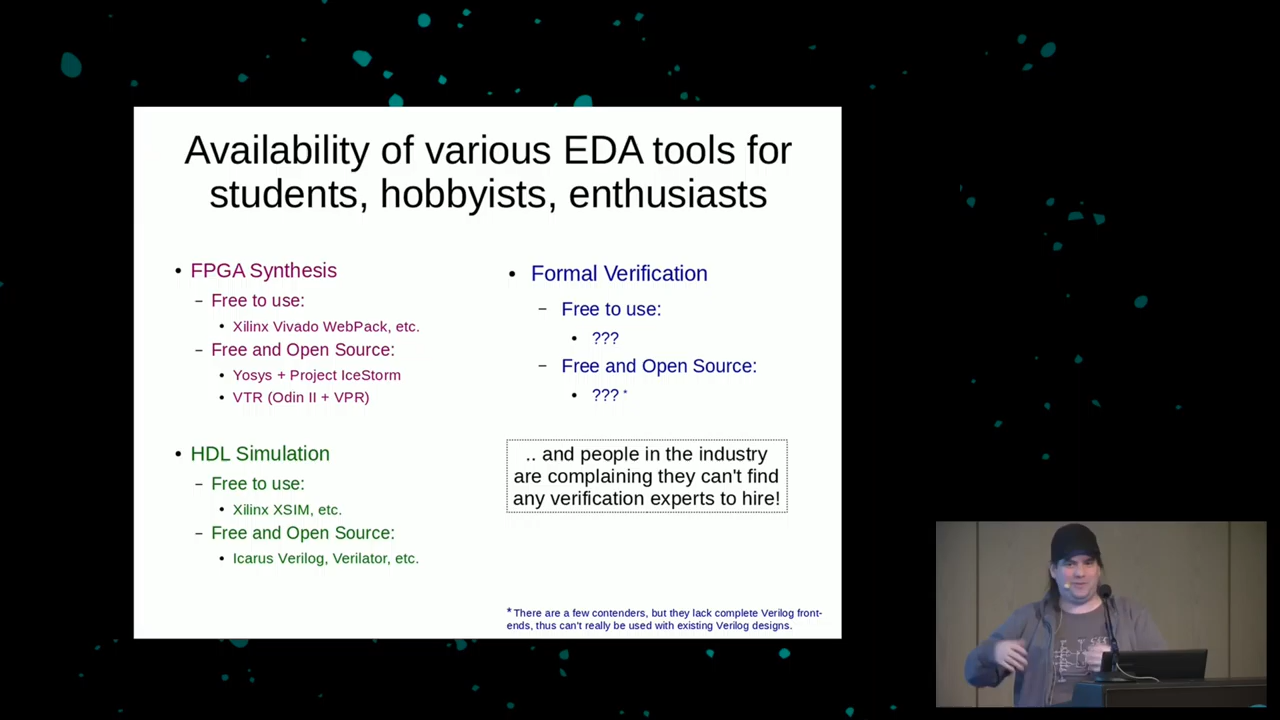 Availability of various EDA tools for
students, hobbyists, enthusiasts
• FPGA Synthesis
– Free to use:
• Xilinx Vivado WebPack, etc.
– Free and Open Source:
• Yosys + Project IceStorm
• VTR (Odin II + VPR)
• HDL Simulation
– Free to use:
• Xilinx XSIM, etc.
– Free and Open Source:
• Icarus Verilog, Verilator, etc.
• Formal Verification
– Free to use:
• ???
– Free and Open Source:
• ??? *
.. and people in the industry
are complaining they can't find
any verification experts to hire!
* There are a few contenders, but they lack complete Verilog front-
ends, thus can't really be used with existing Verilog designs.